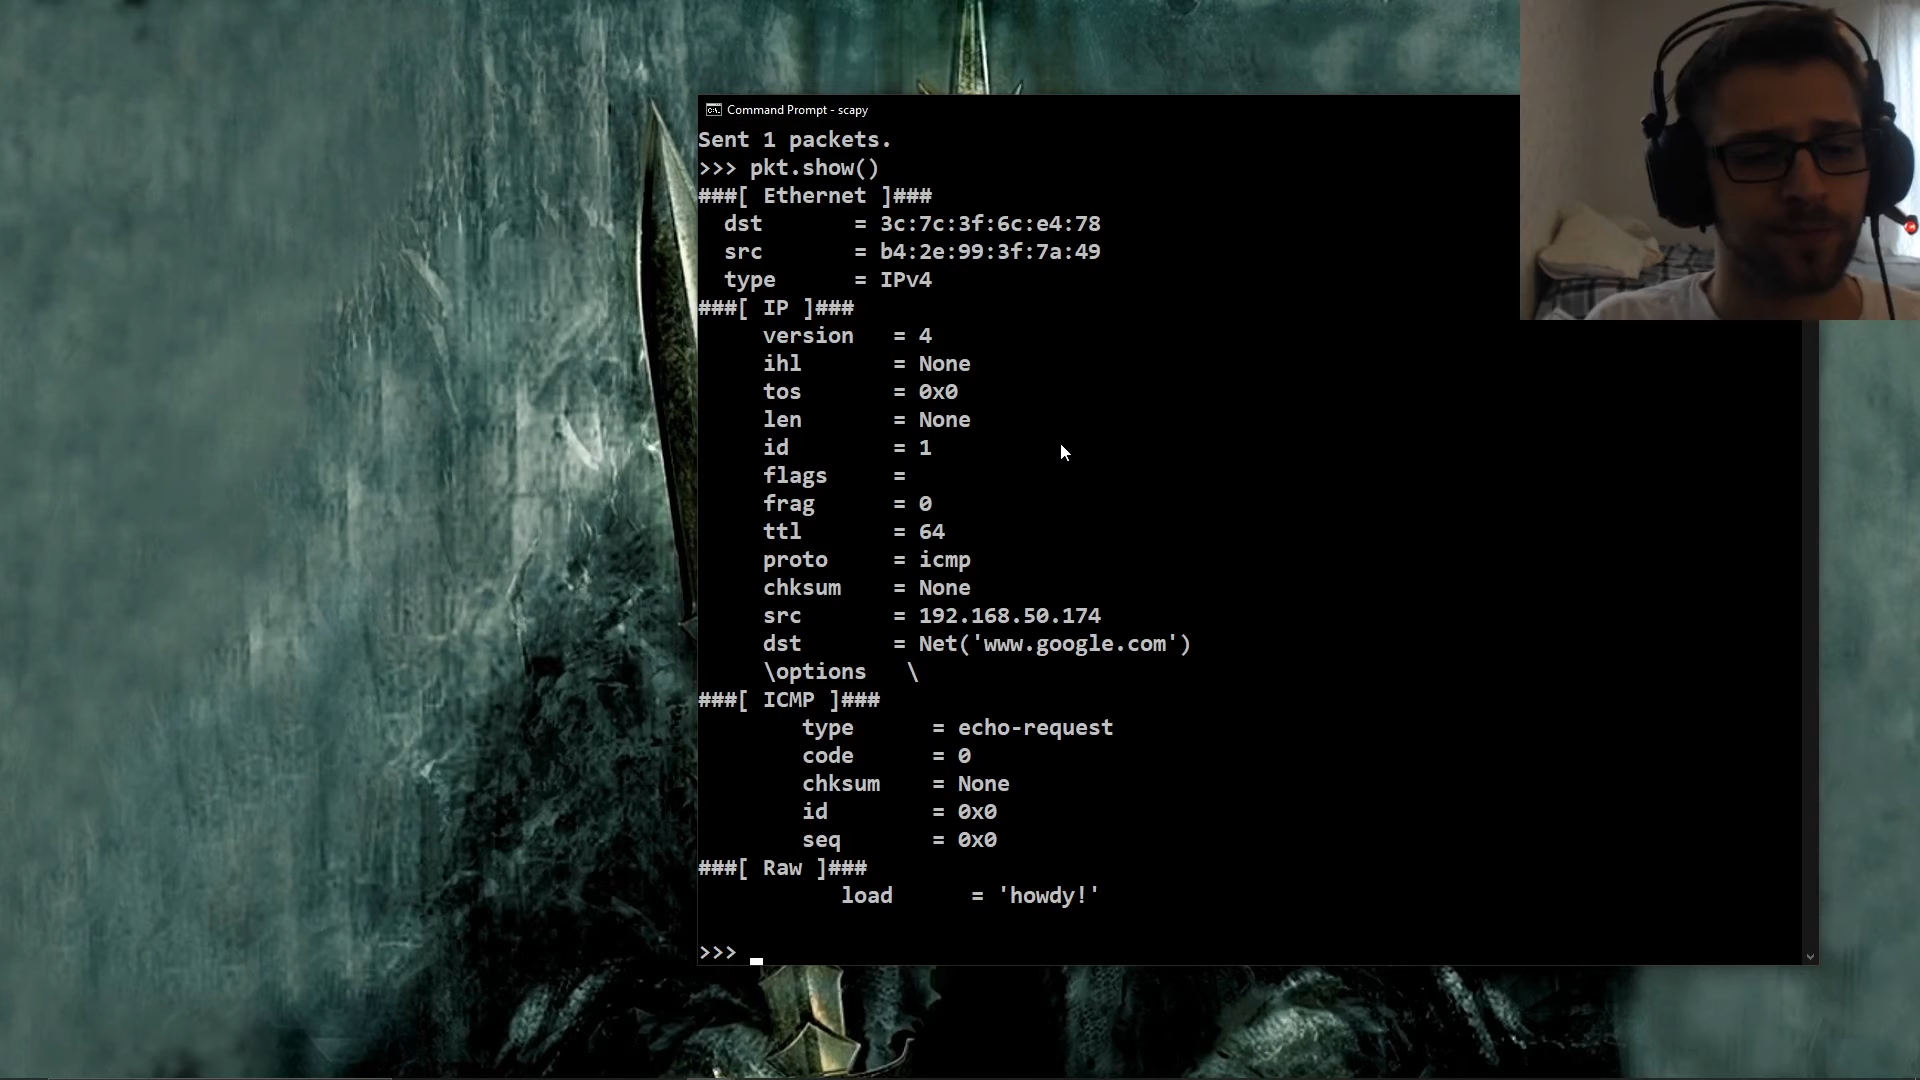 Command Prompt - scapy
Sent 1 packets.
>>> pkt.show()
###[ Ethernet ]###
  dst       = 3c:7c:3f:6c:e4:78
  src       = b4:2e:99:3f:7a:49
  type      = IPv4
###[ IP ]###
     version   = 4
     ihl       = None
     tos       = 0x0
     len       = None
     id        = 1
     flags     =
     frag      = 0
     ttl       = 64
     proto     = icmp
     chksum    = None
     src       = 192.168.50.174
     dst       = Net('www.google.com')
     \options   \
###[ ICMP ]###
        type      = echo-request
        code      = 0
        chksum    = None
        id        = 0x0
        seq       = 0x0
###[ Raw ]###
           load      = 'howdy!'
>>>